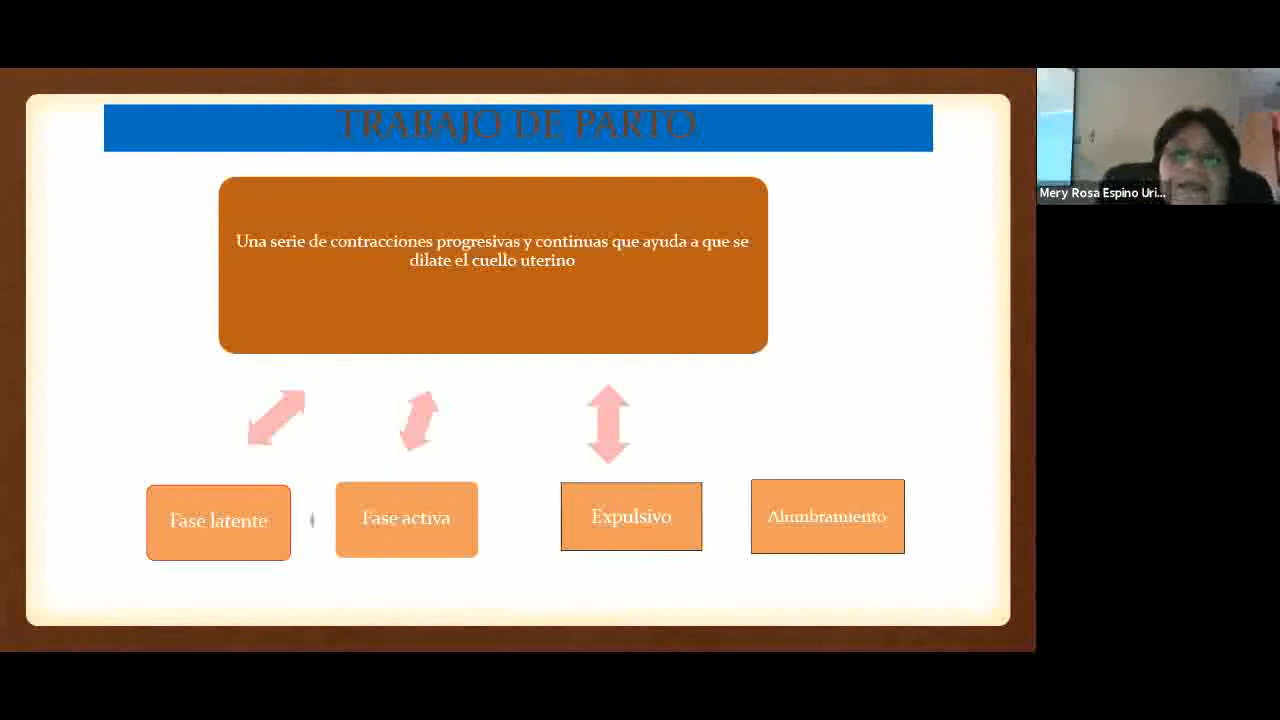 TRABAJO DE PARTO
Una serie de contracciones progresivas y continuas que ayuda a que se
dilate el cuello uterino
Fase latente
Fase activa
Expulsivo
Alumbramiento
Mery Rosa Espino Uri...